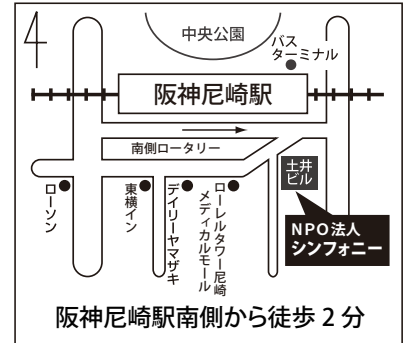 中央公園
バス
ターミナル
阪神尼崎駅
南側ロータリー
土井
ビル
ローソン
東横イン
デイリーヤマザキ
ローレルタワー尼崎
メディカルモール
NPO法人
シンフォニー
阪神尼崎駅南側から徒歩2分